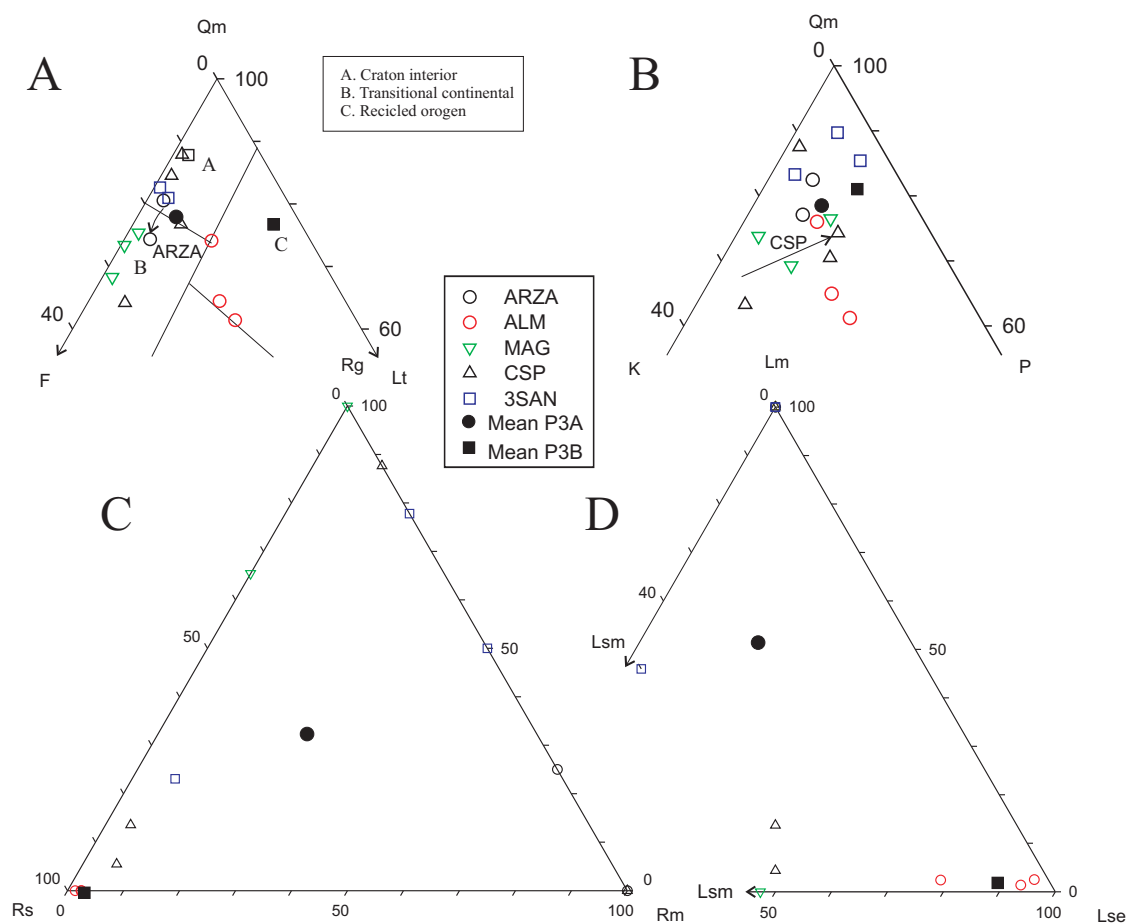 A
Qm
0
100
A. Craton interior
B. Transitional continental
C. Recicled orogen
A
ARZA
B
C
40
60
F
Lt
B
Qm
0
100
CSP
40
60
K
P
ARZA
ALM
MAG
CSP
3SAN
Mean P3A
Mean P3B
C
Rg
0
100
50
50
100
0
Rs
0
50
100
Rm
D
Lm
0
100
40
Lsm
50
Lsm
0
50
100
Lse